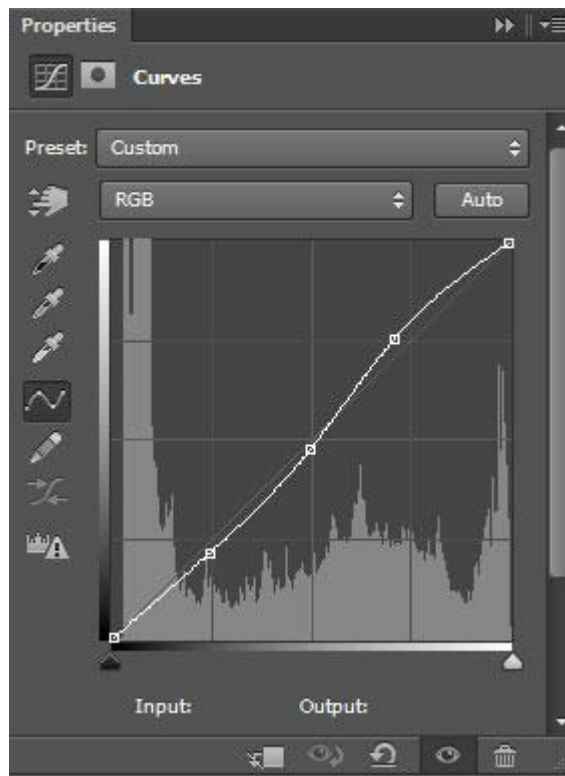 Properties
Curves
Preset: Custom
RGB Auto
Input: Output: